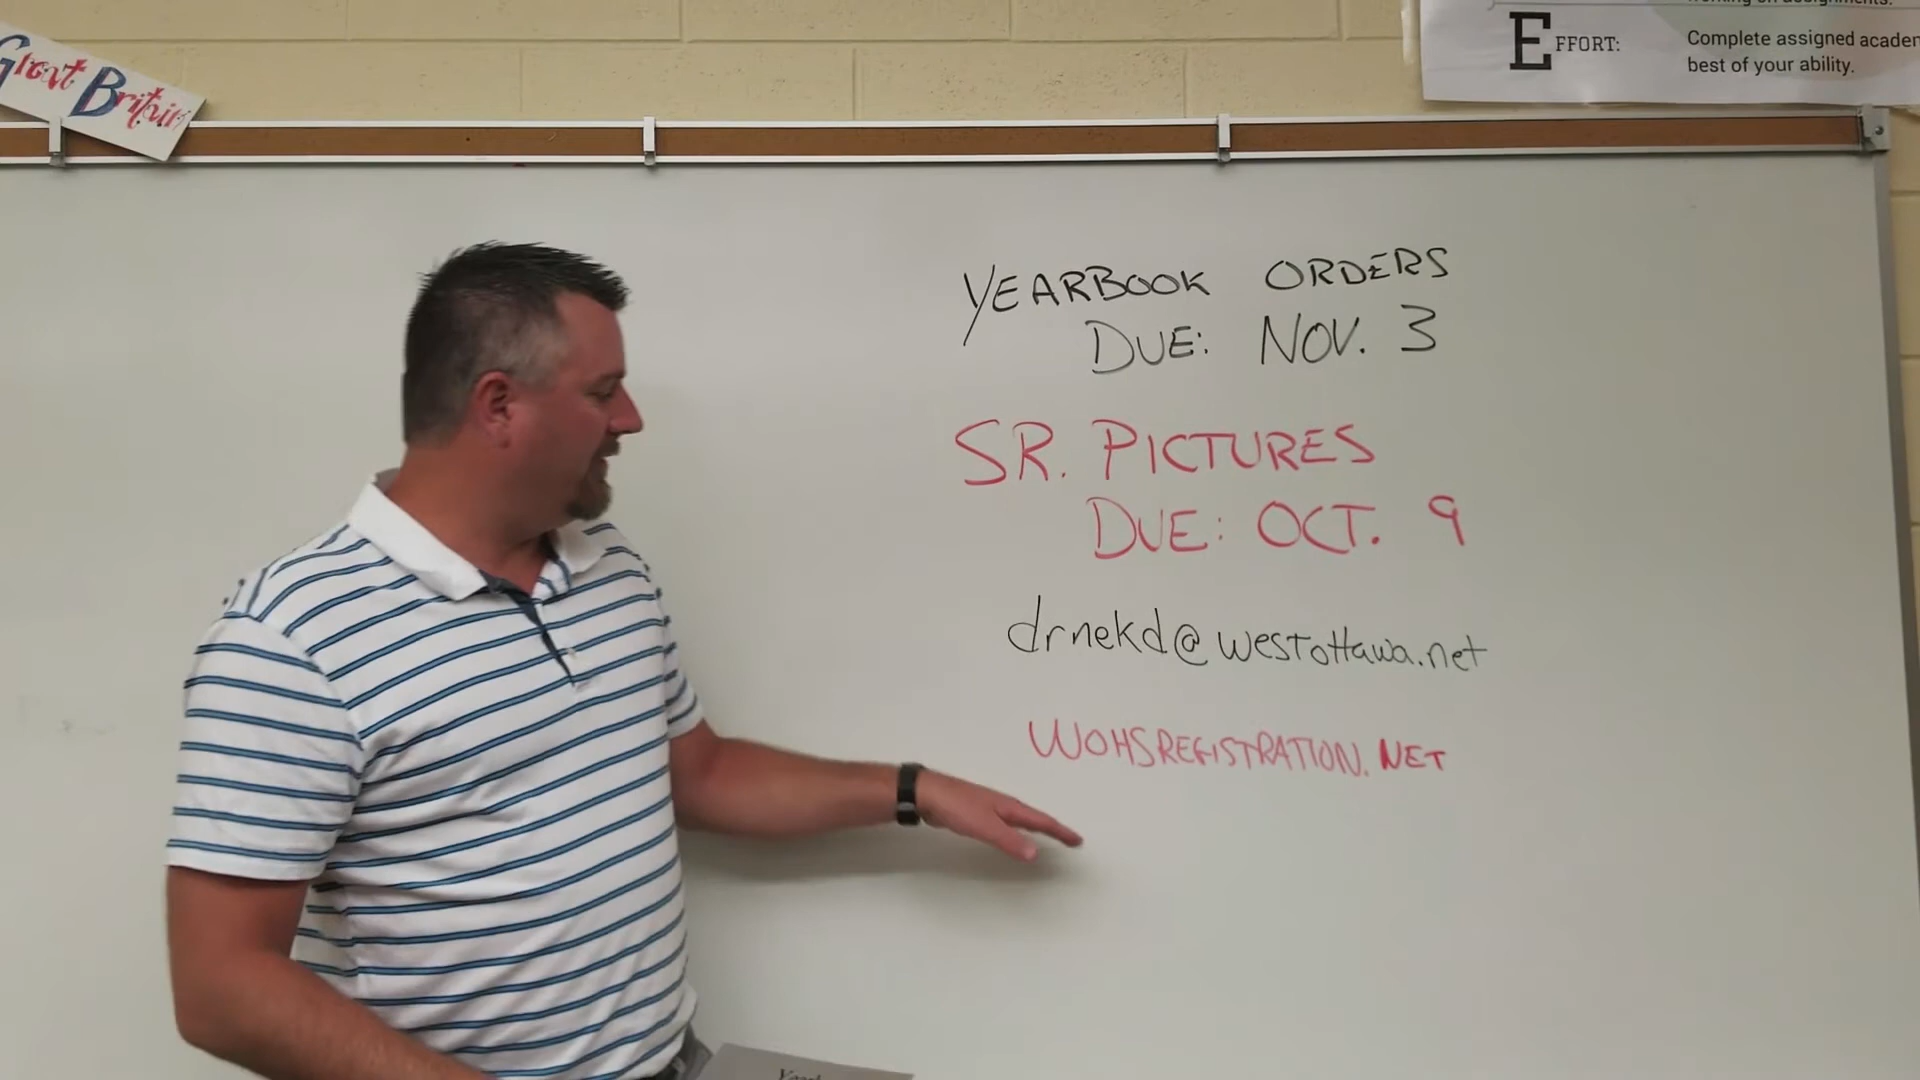 Great Britain
EFFORT:
Complete assigned
best of your ability.
YEARBOOK ORDERS
DUE: NOV. 3
SR. PICTURES
DUE: OCT. 9
drnekd@westottawa.net
WOHSREGISTRATION.NET